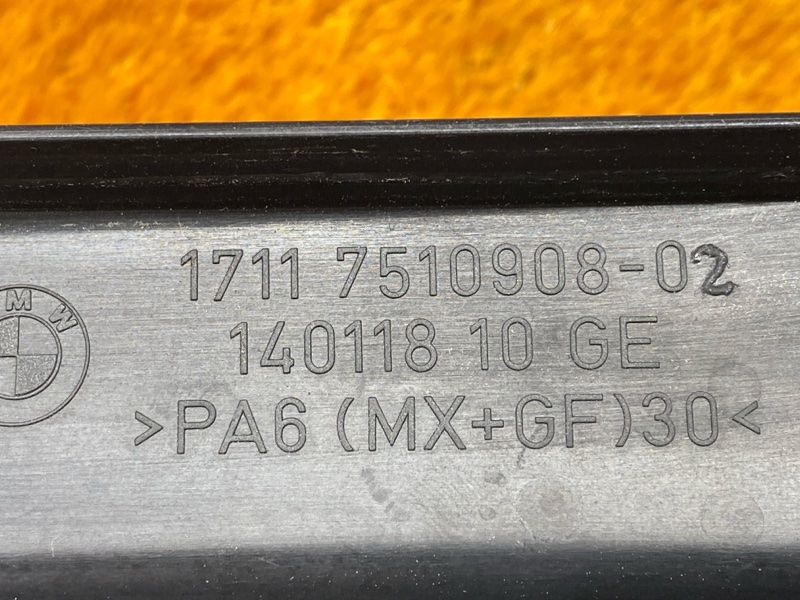 BMW
1711 7510908-02
140118 10 GE
>PA6 (MX+GF)30<